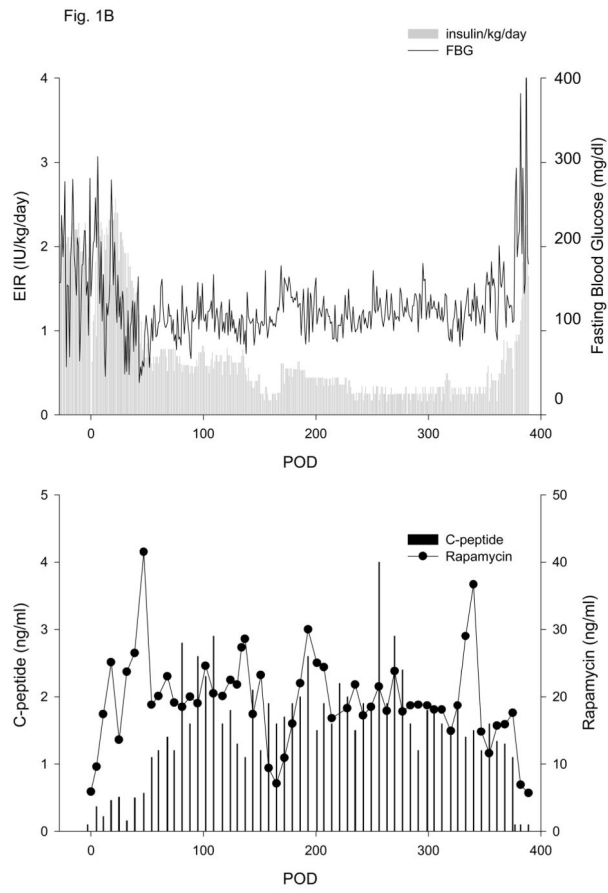 Fig. 1B
insulin/kg/day
FBG
4
3
2
1
0
EIR (IU/kg/day)
400
300
200
100
0
Fasting Blood Glucose (mg/dl)
0
100
200
300
400
POD
C-peptide
Rapamycin
5
4
3
2
1
0
C-peptide (ng/ml)
50
40
30
20
10
0
Rapamycin (ng/ml)
0
100
200
300
400
POD